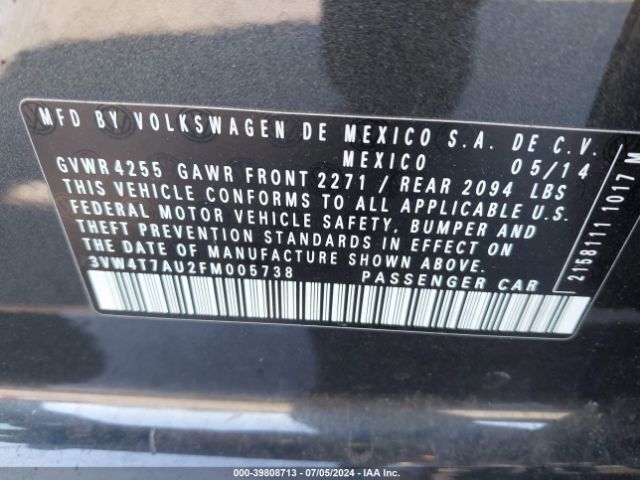 MFD BY VOLKSWAGEN DE MEXICO S.A. DE C.V.
MEXICO 05/14
GVWR 4255 GAWR FRONT 2271 / REAR 2094 LBS
THIS VEHICLE CONFORMS TO ALL APPLICABLE U.S.
FEDERAL MOTOR VEHICLE SAFETY, BUMPER AND
THEFT PREVENTION STANDARDS IN EFFECT ON
THE DATE OF MANUFACTURE SHOWN ABOVE.
3VW4T7AU2FM005738 PASSENGER CAR
2158111 1017 M
000-39808713 - 07/05/2024 - IAA Inc.